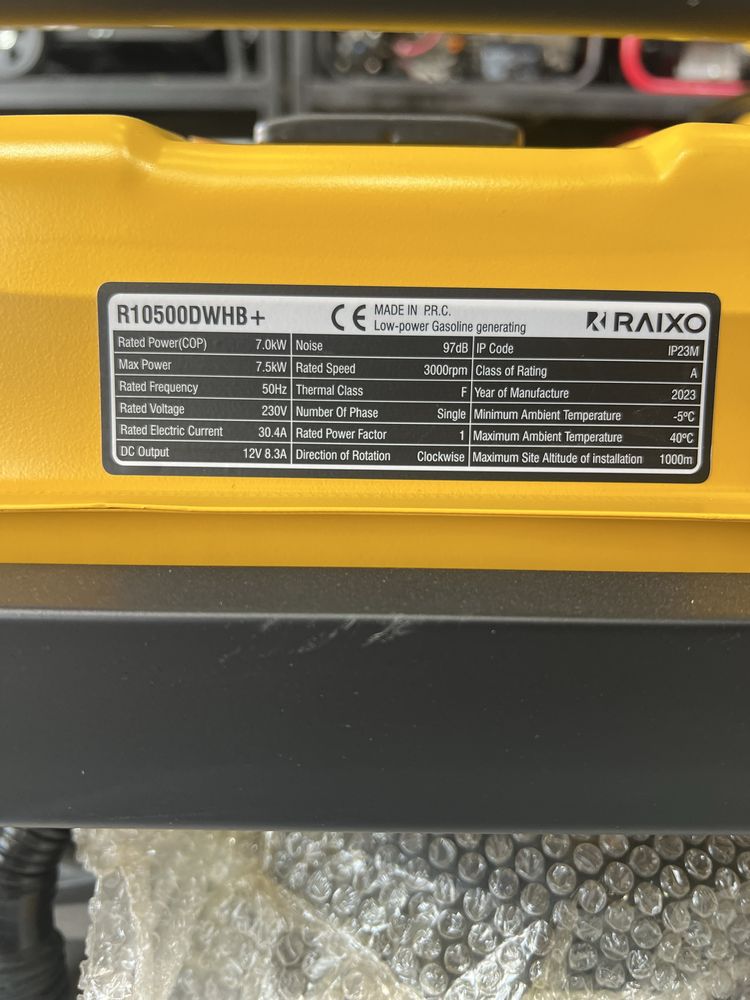 R10500DWHB+
CE MADE IN P.R.C.
Low-power Gasoline generating
RAIXO
Rated Power(COP) 7.0kW Noise 97dB IP Code IP23M
Max Power 7.5kW Rated Speed 3000rpm Class of Rating A
Rated Frequency 50Hz Thermal Class F Year of Manufacture 2023
Rated Voltage 230V Number Of Phase Single Minimum Ambient Temperature -5ºC
Rated Electric Current 30.4A Rated Power Factor 1 Maximum Ambient Temperature 40ºC
DC Output 12V 8.3A Direction of Rotation Clockwise Maximum Site Altitude of installation 1000m